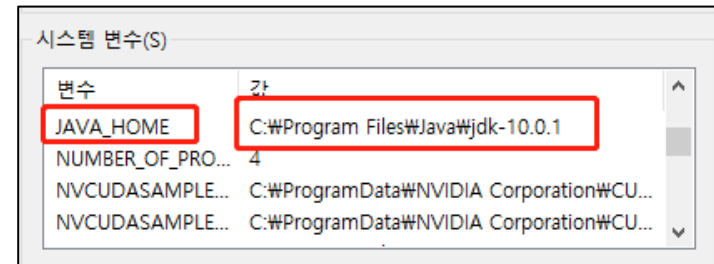 시스템 변수(S)
변수 값
JAVA_HOME C:₩Program Files₩Java₩jdk-10.0.1
NUMBER_OF_PRO... 4
NVCUDASAMPLE... C:₩ProgramData₩NVIDIA Corporation₩CU...
NVCUDASAMPLE... C:₩ProgramData₩NVIDIA Corporation₩CU...